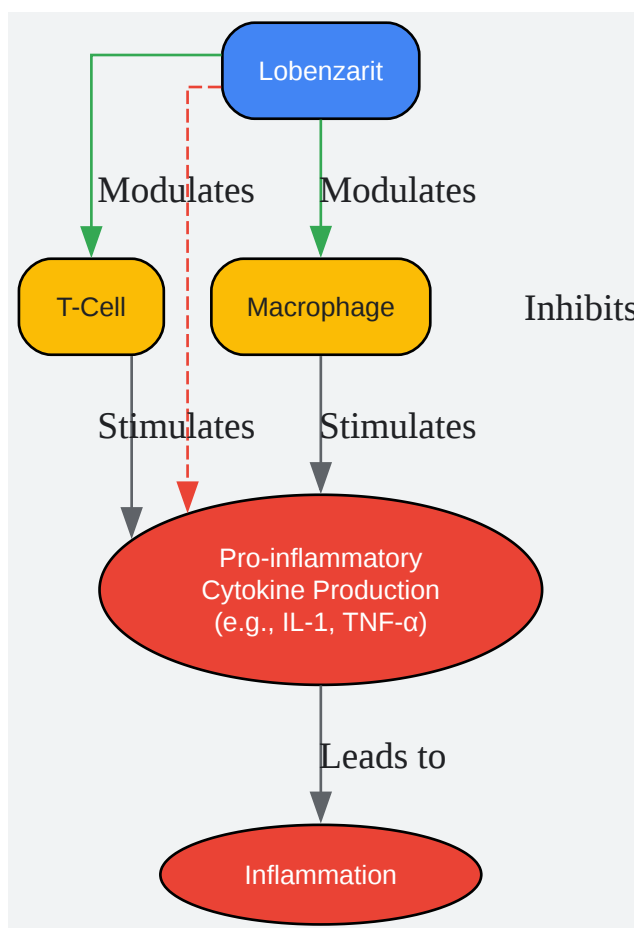 Lobenzarit
Modulates
Modulates
T-Cell
Macrophage
Inhibits
Stimulates
Stimulates
Pro-inflammatory
Cytokine Production
(e.g., IL-1, TNF-α)
Leads to
Inflammation